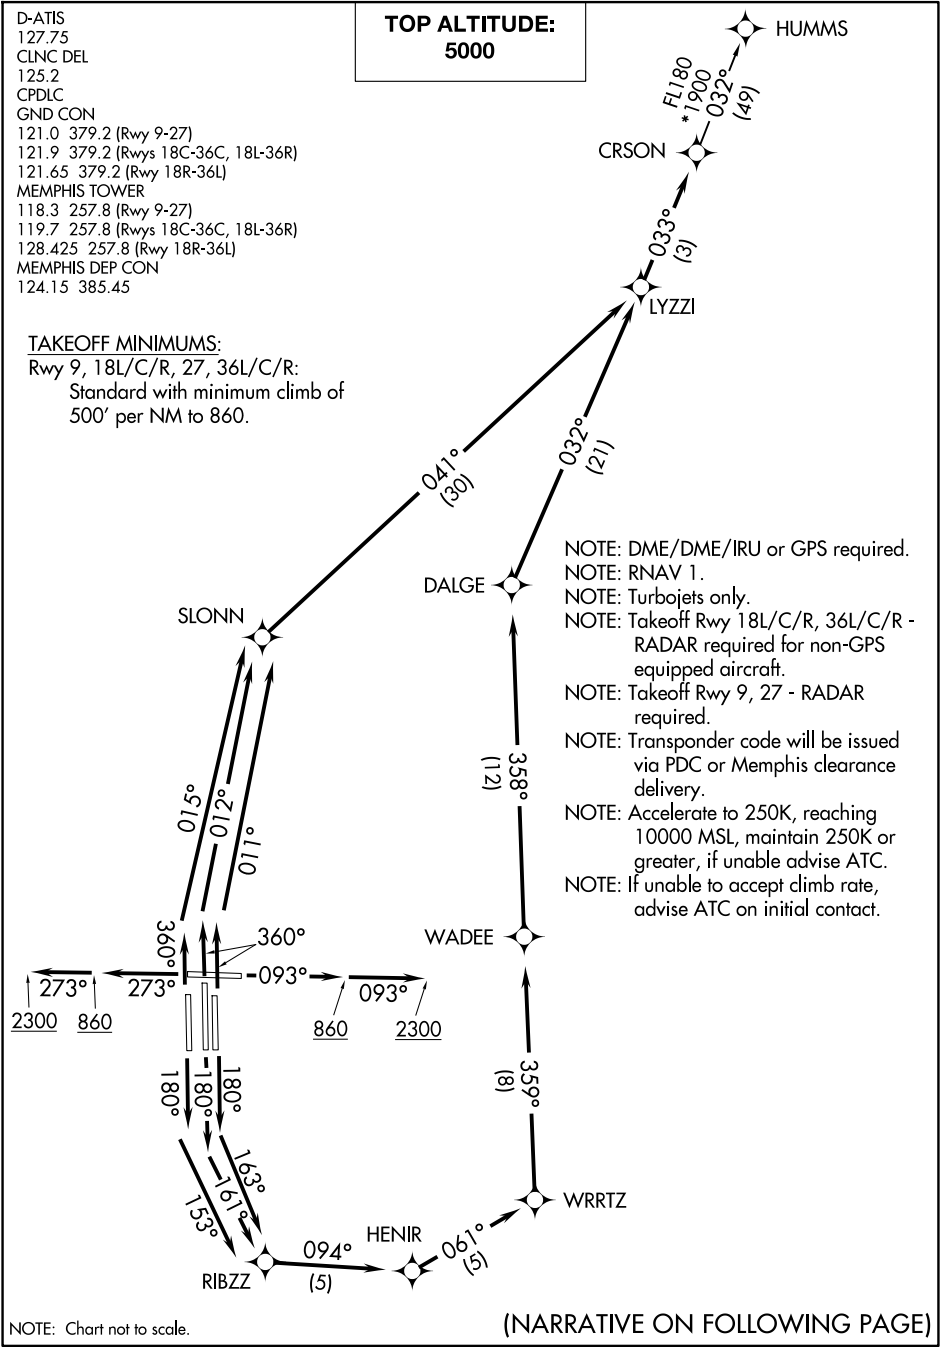 D-ATIS
127.75
CLNC DEL
125.2
CPDLC
GND CON
121.0 379.2 (Rwy 9-27)
121.9 379.2 (Rwys 18C-36C, 18L-36R)
121.65 379.2 (Rwy 18R-36L)
MEMPHIS TOWER
118.3 257.8 (Rwy 9-27)
119.7 257.8 (Rwys 18C-36C, 18L-36R)
128.425 257.8 (Rwy 18R-36L)
MEMPHIS DEP CON
124.15 385.45
TOP ALTITUDE:
5000
HUMMS
FL180
*1900
032°
(49)
CRSON
033°
(3)
LYZZI
TAKEOFF MINIMUMS:
Rwy 9, 18L/C/R, 27, 36L/C/R:
Standard with minimum climb of
500' per NM to 860.
041°
(30)
032°
(21)
DALGE
SLONN
NOTE: DME/DME/IRU or GPS required.
NOTE: RNAV 1.
NOTE: Turbojets only.
NOTE: Takeoff Rwy 18L/C/R, 36L/C/R -
RADAR required for non-GPS
equipped aircraft.
NOTE: Takeoff Rwy 9, 27 - RADAR
required.
NOTE: Transponder code will be issued
via PDC or Memphis clearance
delivery.
NOTE: Accelerate to 250K, reaching
10000 MSL, maintain 250K or
greater, if unable advise ATC.
NOTE: If unable to accept climb rate,
advise ATC on initial contact.
358°
(12)
015°
012°
011°
WADEE
360°
360°
273°
273°
093°
093°
2300
860
860
2300
359°
(8)
180°
180°
180°
163°
161°
153°
WRRTZ
HENIR
061°
(5)
094°
(5)
RIBZZ
NOTE: Chart not to scale.
(NARRATIVE ON FOLLOWING PAGE)